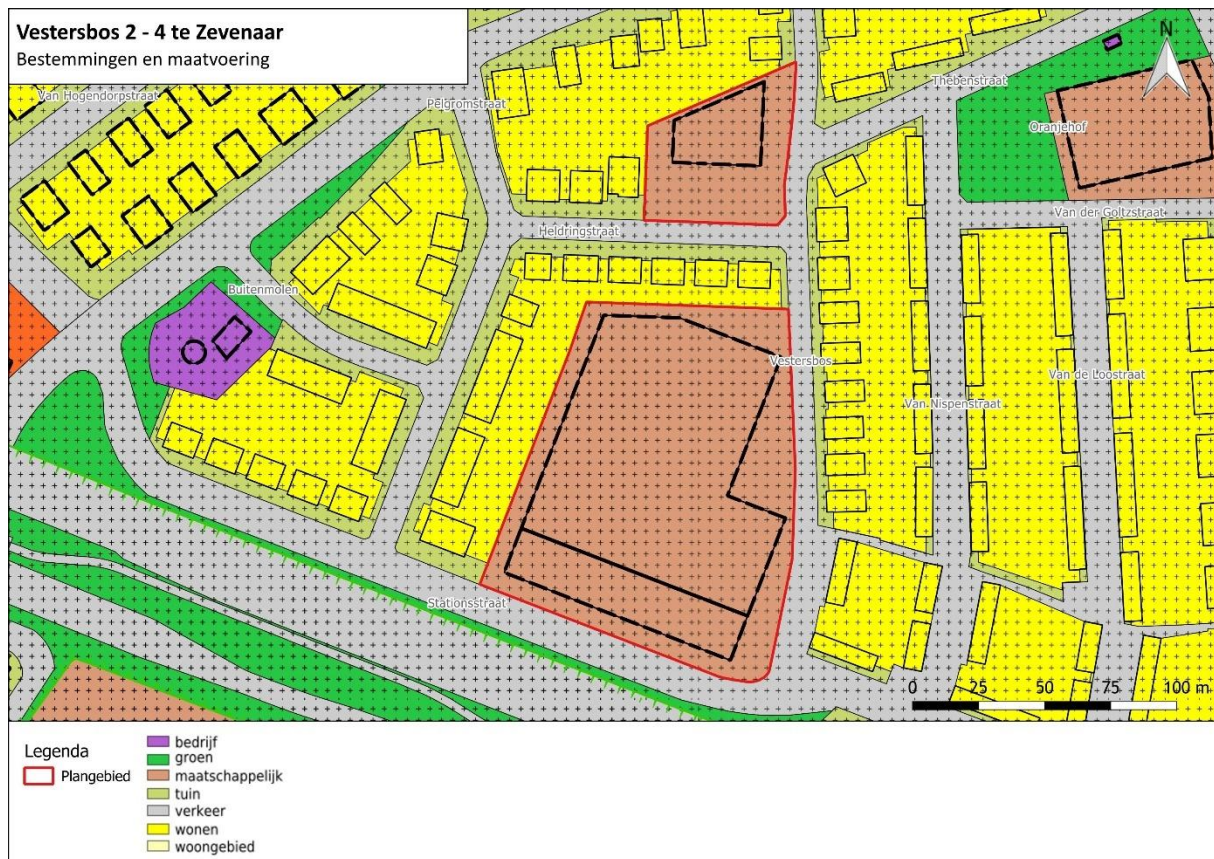 Vestersbos 2 - 4 te Zevenaar
Bestemmingen en maatvoering
N
Van Hogendorpstraat
Pelgromstraat
Thebenstraat
Oranjehof
Van der Goltzstraat
Heldringstraat
Buitenmolen
Vestersbos
Van de Loostraat
Van Nispenstraat
Stationsstraat
0 25 50 75 100 m
Legenda
Plangebied
bedrijf
groen
maatschappelijk
tuin
verkeer
wonen
woongebied